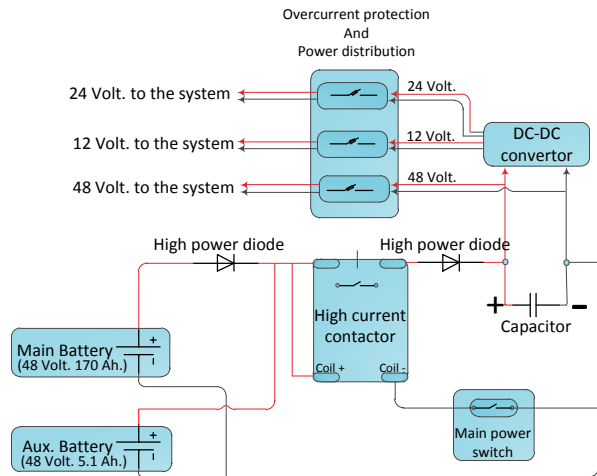 Overcurrent protection
And
Power distribution
24 Volt. to the system
24 Volt.
12 Volt. to the system
12 Volt.
DC-DC
convertor
48 Volt. to the system
48 Volt.
High power diode
High power diode
High current
contactor
+
-
Capacitor
Coil +
Coil -
+
Main Battery
(48 Volt. 170 Ah.)
Main power
switch
+
Aux. Battery
(48 Volt. 5.1 Ah.)